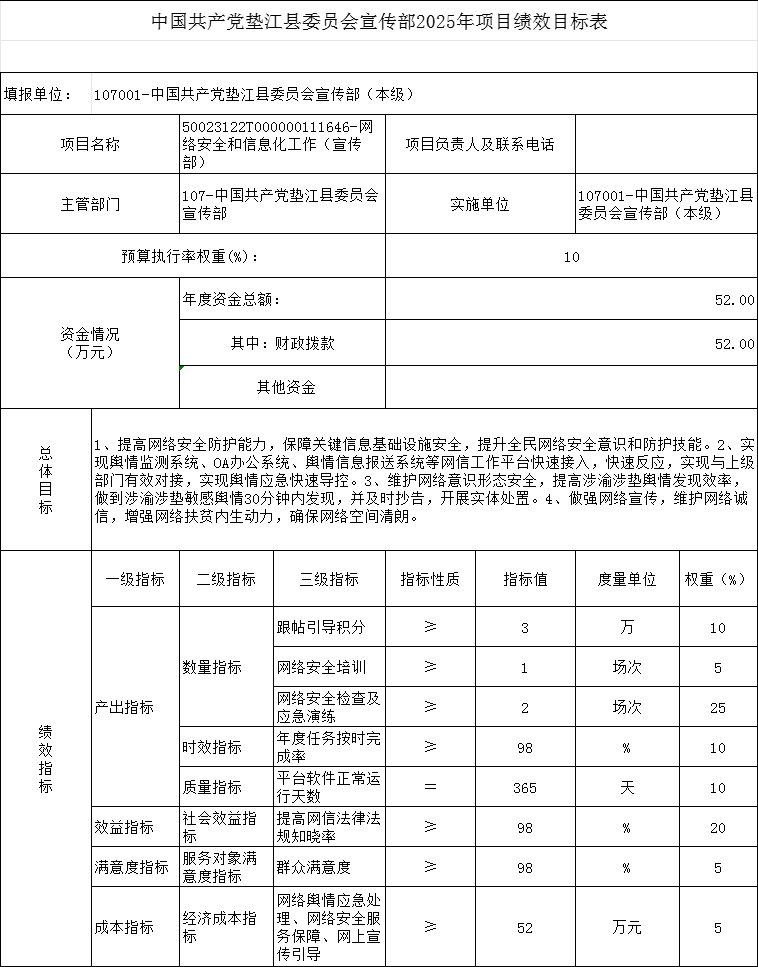 中国共产党垫江县委员会宣传部2025年项目绩效目标表
填报单位： 107001-中国共产党垫江县委员会宣传部（本级）
项目名称
50023122T000000111646-网
络安全和信息化工作（宣传
部）
项目负责人及联系电话
主管部门
107-中国共产党垫江县委员会
宣传部
实施单位
107001-中国共产党垫江县
委员会宣传部（本级）
预算执行率权重(%)： 10
资金情况
（万元）
年度资金总额： 52.00
其中：财政拨款 52.00
其他资金
总体目标
1、提高网络安全防护能力，保障关键信息基础设施安全，提升全民网络安全意识和防护技能。2、实
现舆情监测系统、OA办公系统、舆情信息报送系统等网信工作平台快速接入，快速反应，实现与上级
部门有效对接，实现舆情应急快速导控。3、维护网络意识形态安全，提高涉渝涉垫舆情发现效率，
做到涉渝涉垫敏感舆情30分钟内发现，并及时抄告，开展实体处置。4、做强网络宣传，维护网络诚
信，增强网络扶贫内生动力，确保网络空间清朗。
绩效指标
一级指标 二级指标 三级指标 指标性质 指标值 度量单位 权重（%）
产出指标
数量指标
跟帖引导积分 ≥ 3 万 10
网络安全培训 ≥ 1 场次 5
网络安全检查及
应急演练
≥ 2 场次 25
时效指标
年度任务按时完
成率
≥ 98 % 10
质量指标
平台软件正常运
行天数
＝ 365 天 10
效益指标
社会效益指
标
提高网信法律法
规知晓率
≥ 98 % 20
满意度指标
服务对象满
意度指标
群众满意度 ≥ 98 % 5
成本指标
经济成本指
标
网络舆情应急处
理、网络安全服
务保障、网上宣
传引导
≥ 52 万元 5